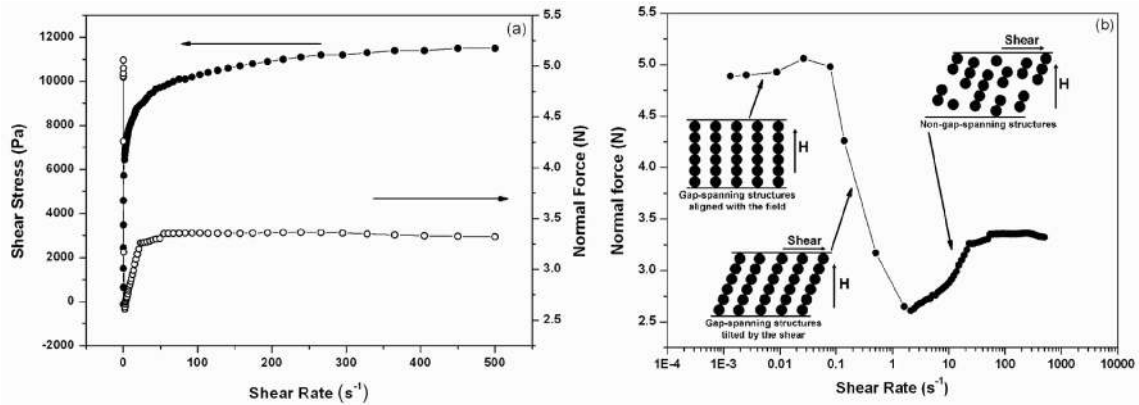 (a)
12000
10000
8000
6000
4000
2000
0
-2000
Shear Stress (Pa)
5.5
5.0
4.5
4.0
3.5
3.0
2.5
Normal Force (N)
0
100
200
300
400
500
Shear Rate (s⁻¹)
(b)
5.5
5.0
4.5
4.0
3.5
3.0
2.5
Normal force (N)
Shear
H
Non-gap-spanning structures
H
Gap-spanning structures
aligned with the field
Shear
H
Gap-spanning structures
tilted by the shear
1E-4
1E-3
0.01
0.1
1
10
100
1000
10000
Shear Rate (s⁻¹)